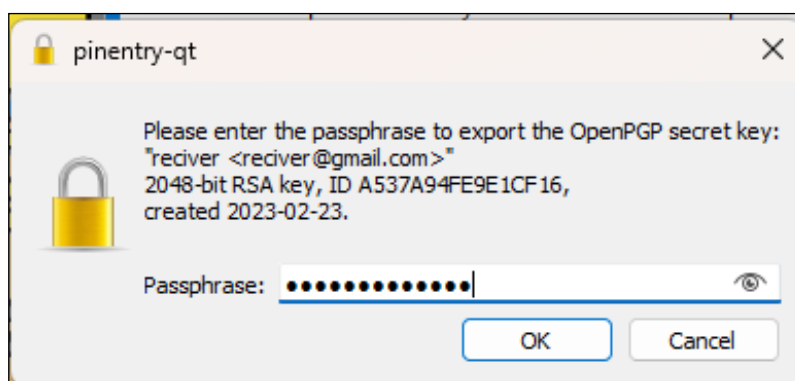 pinentry-qt
Please enter the passphrase to export the OpenPGP secret key:
"reciver <reciver@gmail.com>"
2048-bit RSA key, ID A537A94FE9E1CF16,
created 2023-02-23.
Passphrase: ●●●●●●●●●●●●●
OK Cancel